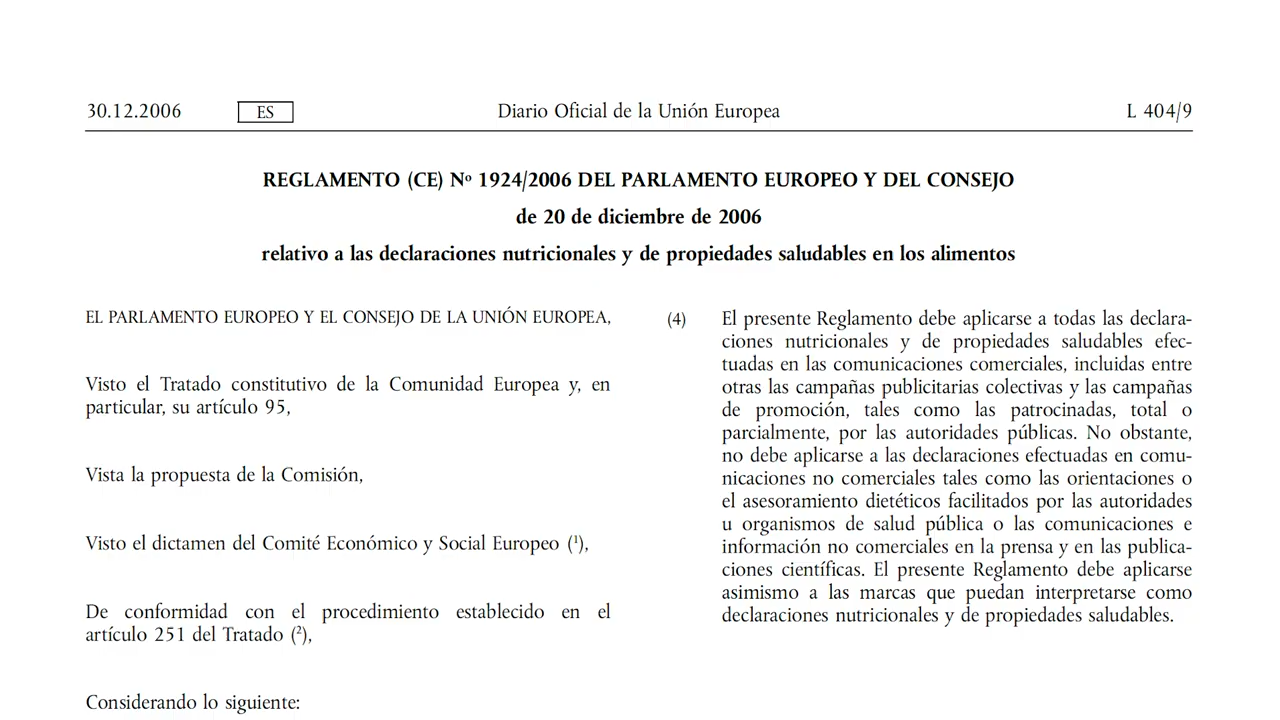 30.12.2006 ES Diario Oficial de la Unión Europea L 404/9
REGLAMENTO (CE) Nº 1924/2006 DEL PARLAMENTO EUROPEO Y DEL CONSEJO
de 20 de diciembre de 2006
relativo a las declaraciones nutricionales y de propiedades saludables en los alimentos
EL PARLAMENTO EUROPEO Y EL CONSEJO DE LA UNIÓN EUROPEA,
Visto el Tratado constitutivo de la Comunidad Europea y, en
particular, su artículo 95,
Vista la propuesta de la Comisión,
Visto el dictamen del Comité Económico y Social Europeo (¹),
De conformidad con el procedimiento establecido en el
artículo 251 del Tratado (²),
Considerando lo siguiente:
(4) El presente Reglamento debe aplicarse a todas las declara-
ciones nutricionales y de propiedades saludables efec-
tuadas en las comunicaciones comerciales, incluidas entre
otras las campañas publicitarias colectivas y las campañas
de promoción, tales como las patrocinadas, total o
parcialmente, por las autoridades públicas. No obstante,
no debe aplicarse a las declaraciones efectuadas en comu-
nicaciones no comerciales tales como las orientaciones o
el asesoramiento dietéticos facilitados por las autoridades
u organismos de salud pública o las comunicaciones e
información no comerciales en la prensa y en las publica-
ciones científicas. El presente Reglamento debe aplicarse
asimismo a las marcas que puedan interpretarse como
declaraciones nutricionales y de propiedades saludables.